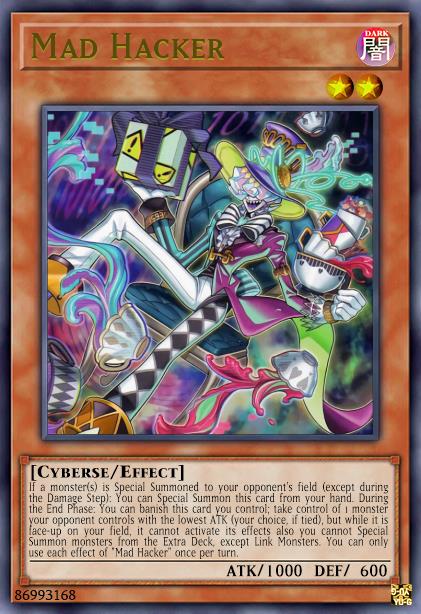 MAD HACKER
DARK
闇
[CYBERSE/EFFECT]
If a monster(s) is Special Summoned to your opponent's field (except during
the Damage Step): You can Special Summon this card from your hand. During
the End Phase: You can banish this card you control; take control of 1 monster
your opponent controls with the lowest ATK (your choice, if tied), but while it is
face-up on your field, it cannot activate its effects also you cannot Special
Summon monsters from the Extra Deck, except Link Monsters. You can only
use each effect of "Mad Hacker" once per turn.
ATK/1000 DEF/ 600
86993168